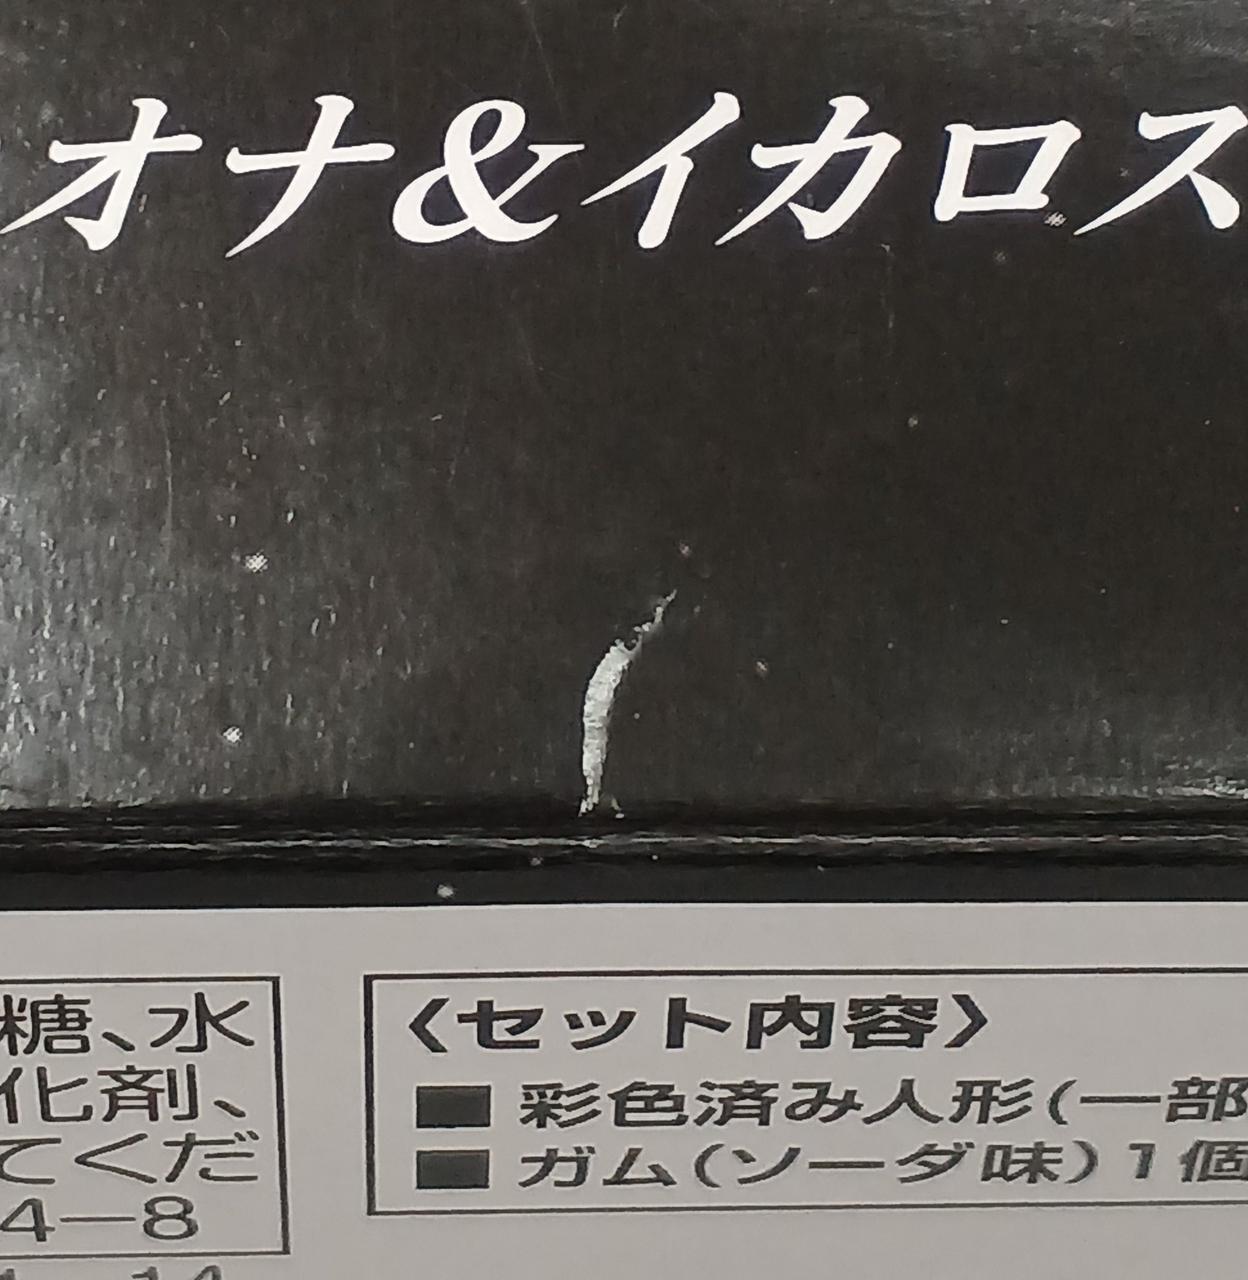 オナ&イカロス
糖、水
化剤、
てくだ
4－8
〈セット内容〉
■ 彩色済み人形(一部
■ ガム(ソーダ味)1個